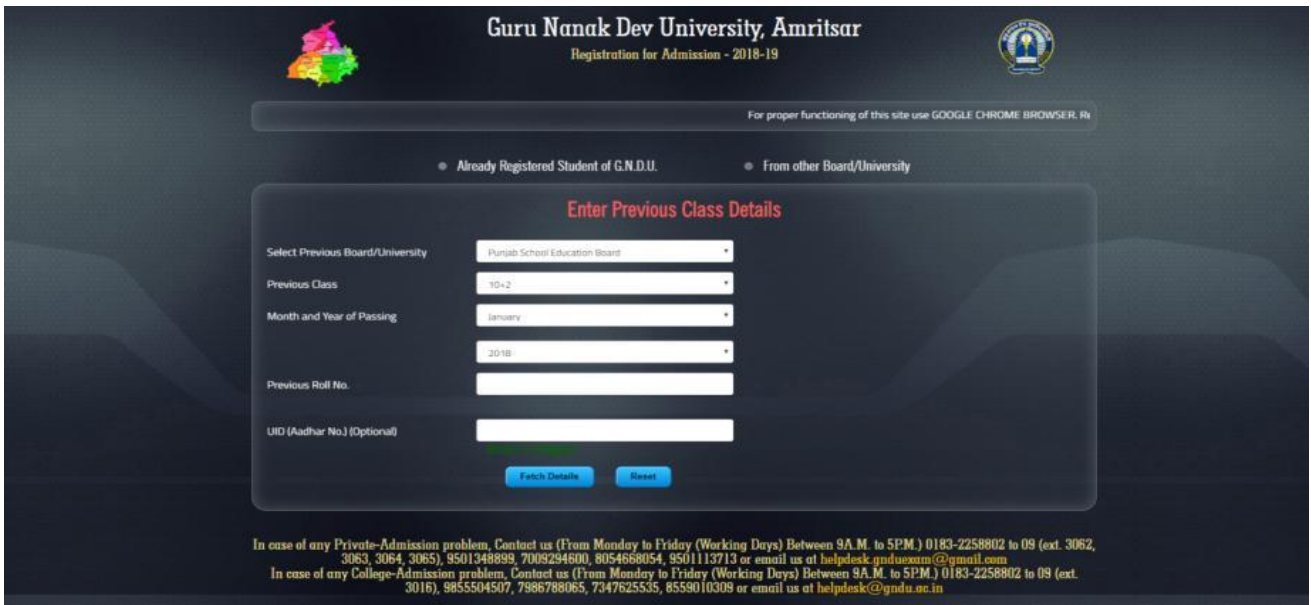 Guru Nanak Dev University, Amritsar
Registration for Admission - 2018-19
For proper functioning of this site use GOOGLE CHROME BROWSER. Re
Already Registered Student of G.N.D.U.
From other Board/University
Enter Previous Class Details
Select Previous Board/University
Punjab School Education Board
Previous Class
10+2
Month and Year of Passing
January
2018
Previous Roll No.
UID (Aadhar No.) (Optional)
Fetch Details
Reset
In case of any Private-Admission problem, Contact us (From Monday to Friday (Working Days) Between 9A.M. to 5P.M.) 0183-2258802 to 09 (ext. 3062,
3063, 3064, 3065), 9501348899, 7009294600, 8054668054, 9501113713 or email us at helpdesk.gnduexam@gmail.com
In case of any College-Admission problem, Contact us (From Monday to Friday (Working Days) Between 9A.M. to 5P.M.) 0183-2258802 to 09 (ext.
3016), 9855504507, 7986788065, 7347625535, 8559010309 or email us at helpdesk@gndu.ac.in